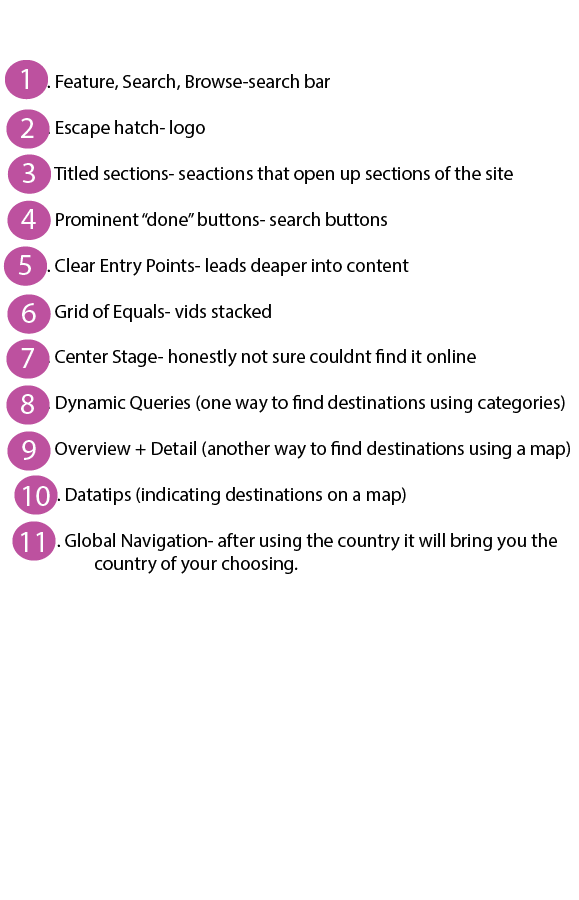 1. Feature, Search, Browse-search bar
2. Escape hatch- logo
3 Titled sections- seactions that open up sections of the site
4 Prominent “done” buttons- search buttons
5. Clear Entry Points- leads deaper into content
6 Grid of Equals- vids stacked
7. Center Stage- honestly not sure couldnt find it online
8. Dynamic Queries (one way to find destinations using categories)
9 Overview + Detail (another way to find destinations using a map)
10. Datatips (indicating destinations on a map)
11. Global Navigation- after using the country it will bring you the
country of your choosing.